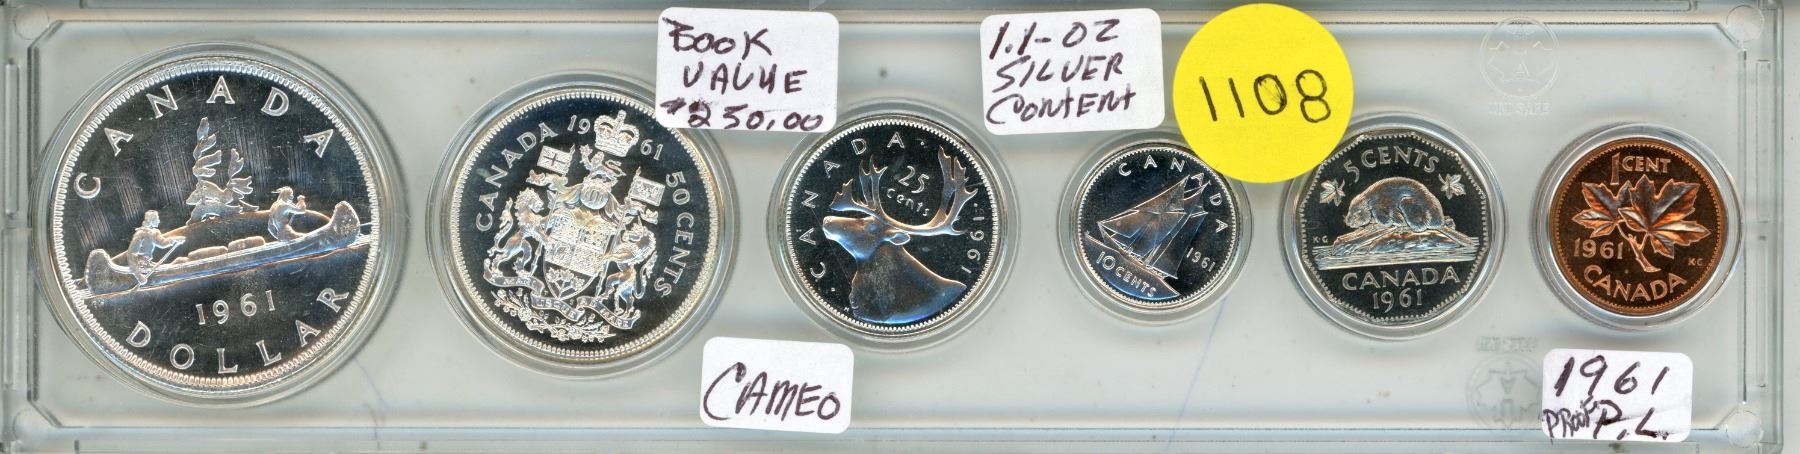 BOOK
VALUE
$250.00
1.1-OZ
SILVER
CONTENT
1108
CANADA
1961
DOLLAR
CANADA 1961 50 CENTS
CANADA·1961
25
cents
CANADA
1961
10 CENTS
5 CENTS
K·G
CANADA
1961
1 CENT
1961
K·G
CANADA
CAMEO
1961
PROOF P.L.